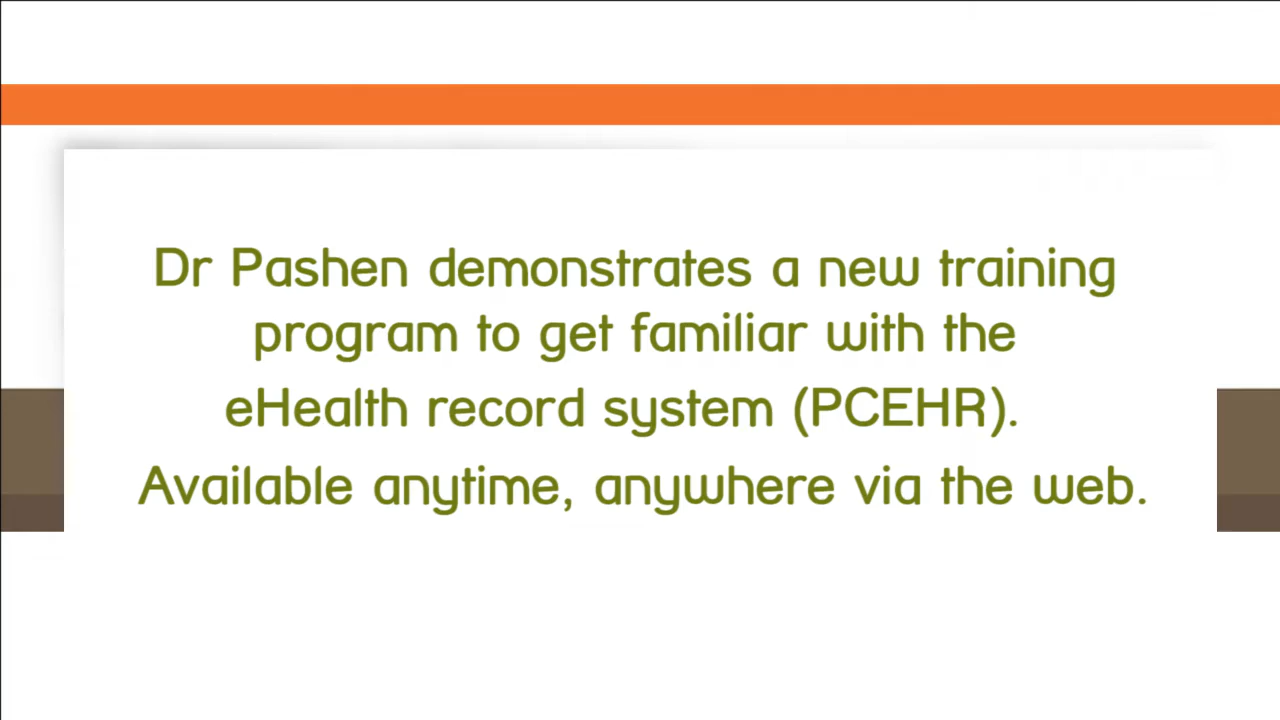 Dr Pashen demonstrates a new training
program to get familiar with the
eHealth record system (PCEHR).
Available anytime, anywhere via the web.